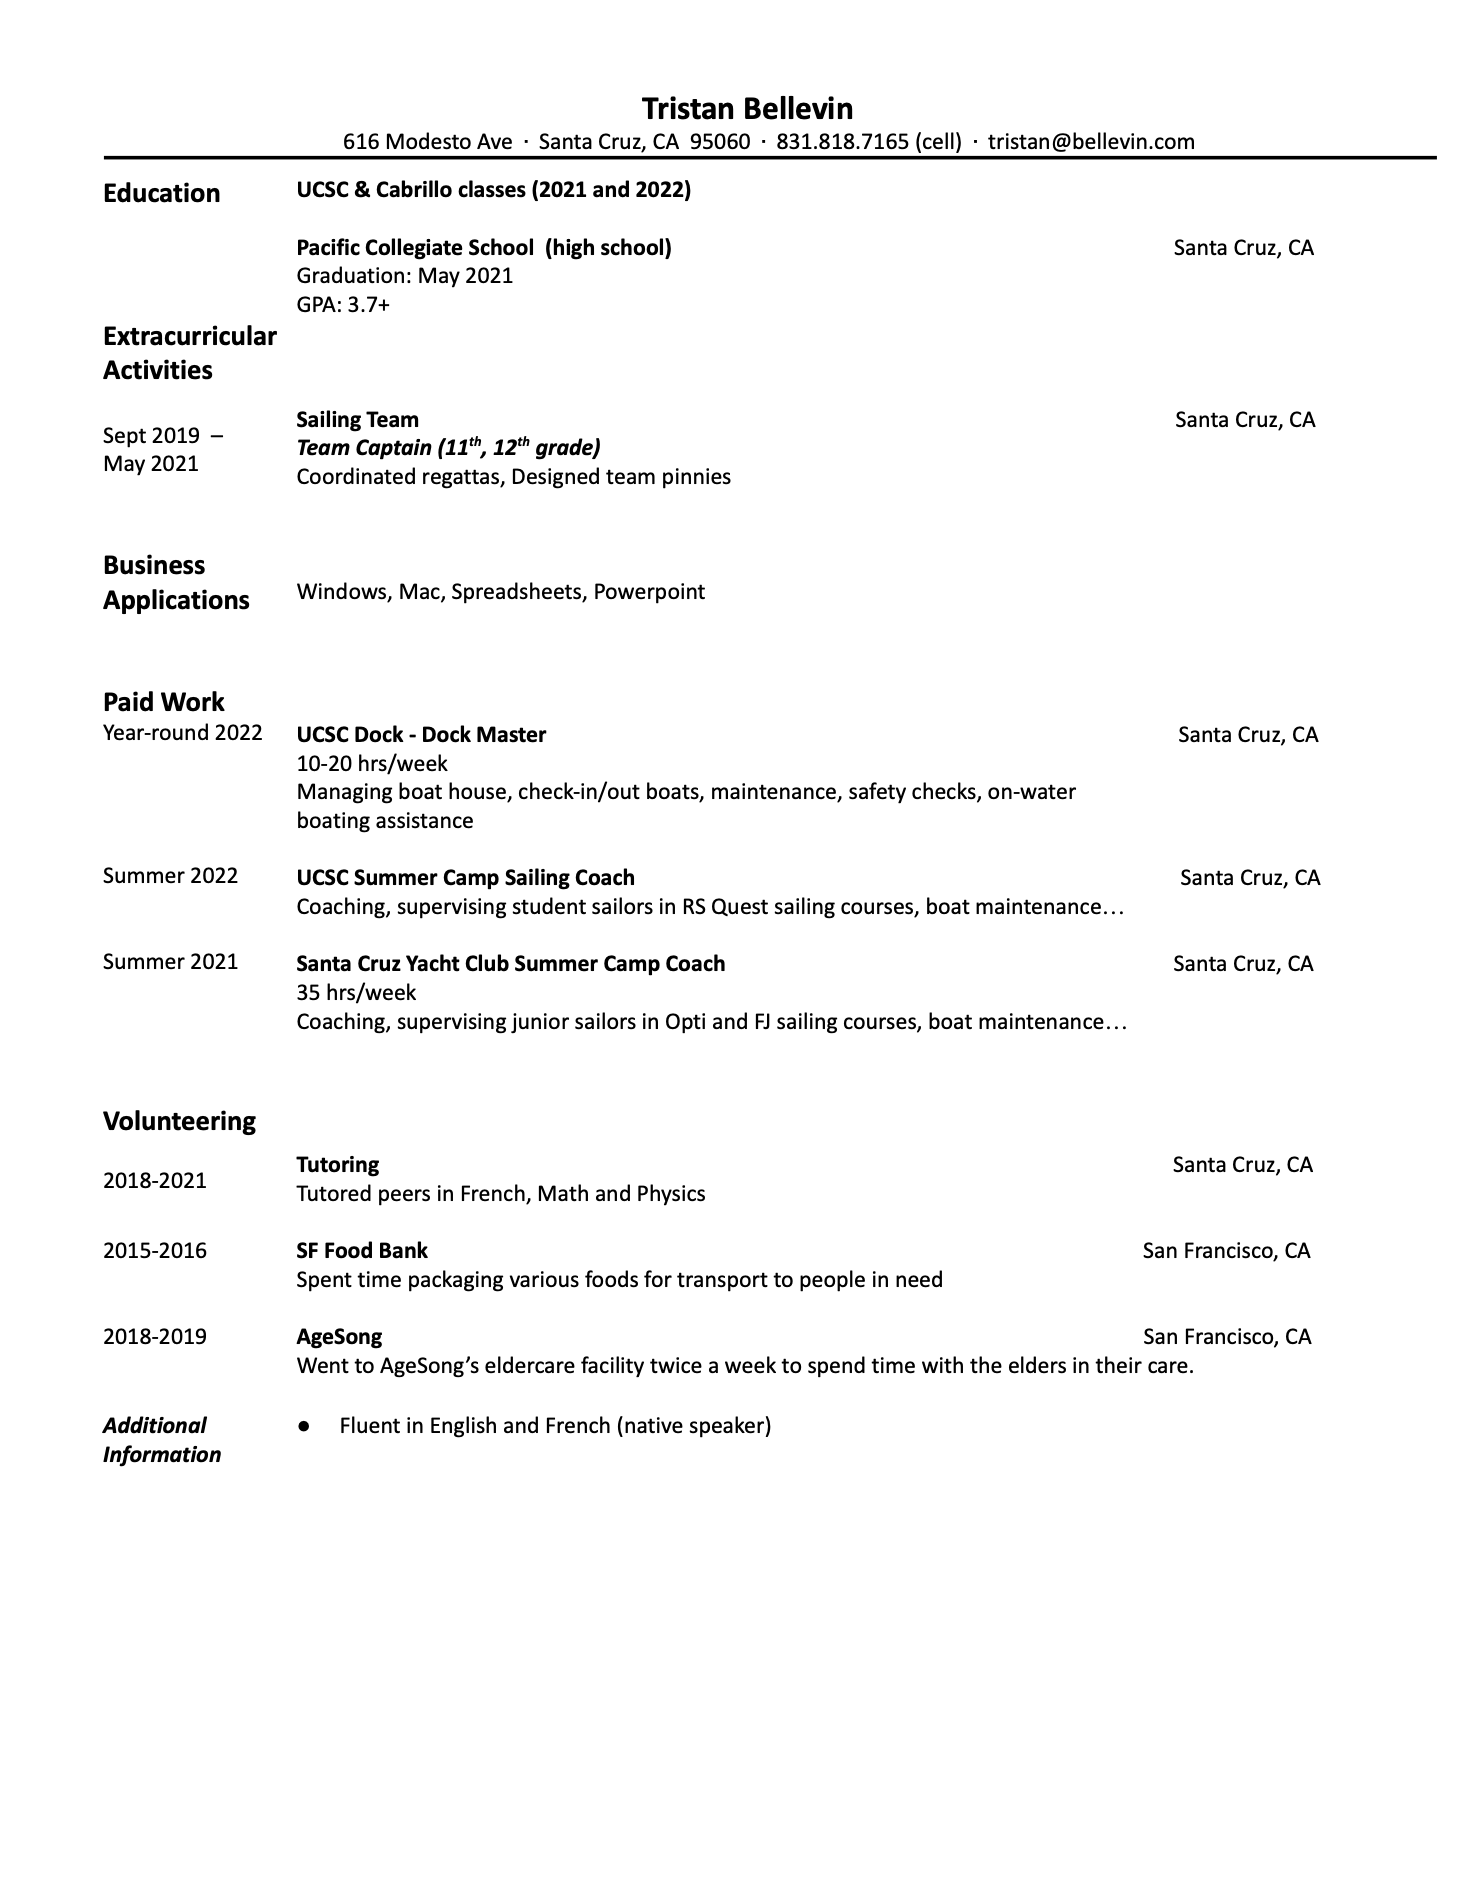 Tristan Bellevin
616 Modesto Ave · Santa Cruz, CA 95060 · 831.818.7165 (cell) · tristan@bellevin.com
Education UCSC & Cabrillo classes (2021 and 2022)
Pacific Collegiate School (high school) Santa Cruz, CA
Graduation: May 2021
GPA: 3.7+
Extracurricular
Activities
Sailing Team Santa Cruz, CA
Sept 2019 –
May 2021
Team Captain (11th, 12th grade)
Coordinated regattas, Designed team pinnies
Business
Applications
Windows, Mac, Spreadsheets, Powerpoint
Paid Work
Year-round 2022 UCSC Dock - Dock Master Santa Cruz, CA
10-20 hrs/week
Managing boat house, check-in/out boats, maintenance, safety checks, on-water
boating assistance
Summer 2022 UCSC Summer Camp Sailing Coach Santa Cruz, CA
Coaching, supervising student sailors in RS Quest sailing courses, boat maintenance…
Summer 2021 Santa Cruz Yacht Club Summer Camp Coach Santa Cruz, CA
35 hrs/week
Coaching, supervising junior sailors in Opti and FJ sailing courses, boat maintenance…
Volunteering
2018-2021 Tutoring Santa Cruz, CA
Tutored peers in French, Math and Physics
2015-2016 SF Food Bank San Francisco, CA
Spent time packaging various foods for transport to people in need
2018-2019 AgeSong San Francisco, CA
Went to AgeSong’s eldercare facility twice a week to spend time with the elders in their care.
Additional
Information
● Fluent in English and French (native speaker)